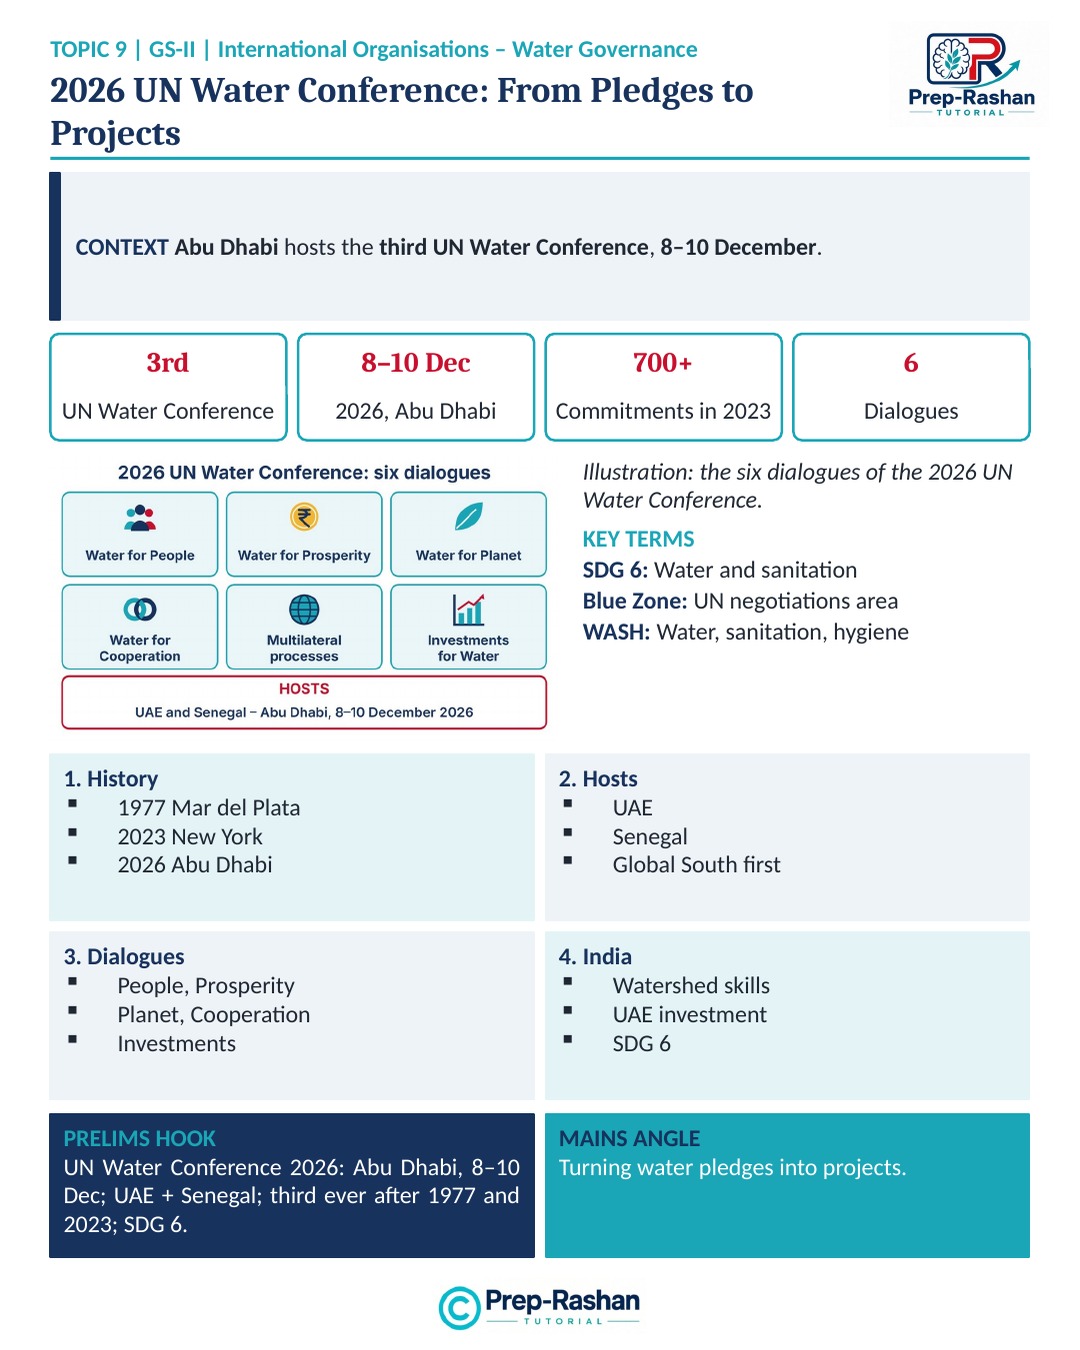 TOPIC 9 | GS-II | International Organisations – Water Governance
2026 UN Water Conference: From Pledges to
Projects
Prep-Rashan
TUTORIAL
CONTEXT Abu Dhabi hosts the third UN Water Conference, 8–10 December.
3rd
UN Water Conference
8–10 Dec
2026, Abu Dhabi
700+
Commitments in 2023
6
Dialogues
2026 UN Water Conference: six dialogues
Water for People
Water for Prosperity
Water for Planet
Water for
Cooperation
Multilateral
processes
Investments
for Water
HOSTS
UAE and Senegal – Abu Dhabi, 8–10 December 2026
Illustration: the six dialogues of the 2026 UN
Water Conference.
KEY TERMS
SDG 6: Water and sanitation
Blue Zone: UN negotiations area
WASH: Water, sanitation, hygiene
1. History
▪ 1977 Mar del Plata
▪ 2023 New York
▪ 2026 Abu Dhabi
2. Hosts
▪ UAE
▪ Senegal
▪ Global South first
3. Dialogues
▪ People, Prosperity
▪ Planet, Cooperation
▪ Investments
4. India
▪ Watershed skills
▪ UAE investment
▪ SDG 6
PRELIMS HOOK
UN Water Conference 2026: Abu Dhabi, 8–10
Dec; UAE + Senegal; third ever after 1977 and
2023; SDG 6.
MAINS ANGLE
Turning water pledges into projects.
© Prep-Rashan
TUTORIAL